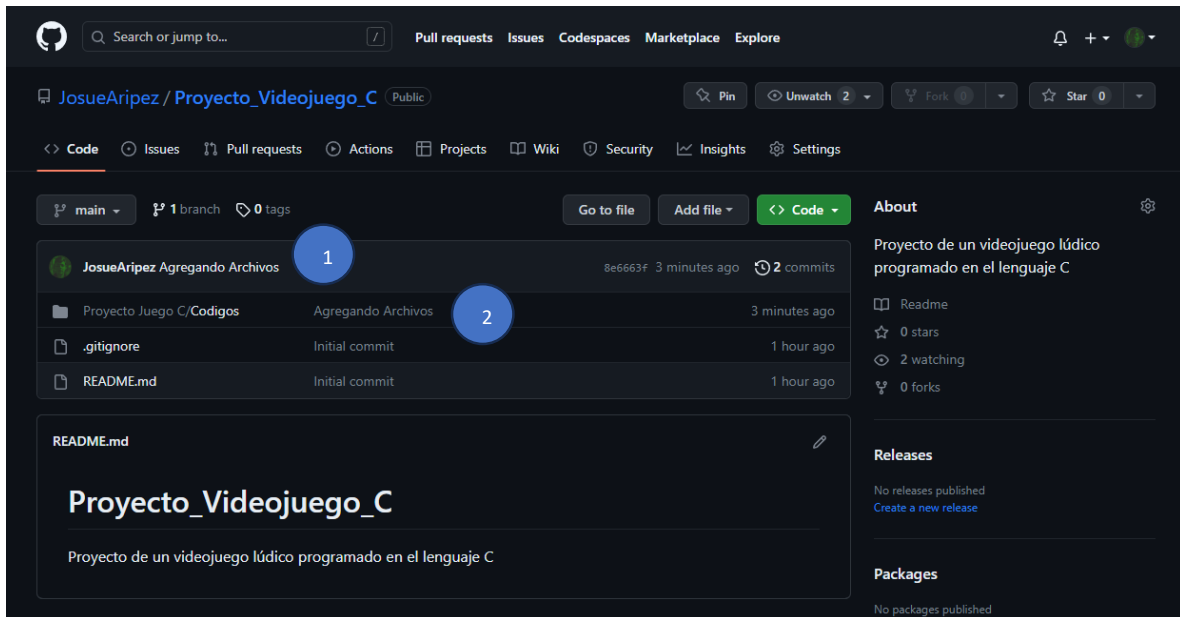 Search or jump to... / Pull requests Issues Codespaces Marketplace Explore
JosueAripez / Proyecto_Videojuego_C Public Pin Unwatch 2 Fork 0 Star 0
Code Issues Pull requests Actions Projects Wiki Security Insights Settings
main 1 branch 0 tags Go to file Add file Code
1
JosueAripez Agregando Archivos 8e6663f 3 minutes ago 2 commits
Proyecto Juego C/Codigos Agregando Archivos 3 minutes ago
2
.gitignore Initial commit 1 hour ago
README.md Initial commit 1 hour ago
README.md
Proyecto_Videojuego_C
Proyecto de un videojuego lúdico programado en el lenguaje C
About
Proyecto de un videojuego lúdico
programado en el lenguaje C
Readme
0 stars
2 watching
0 forks
Releases
No releases published
Create a new release
Packages
No packages published